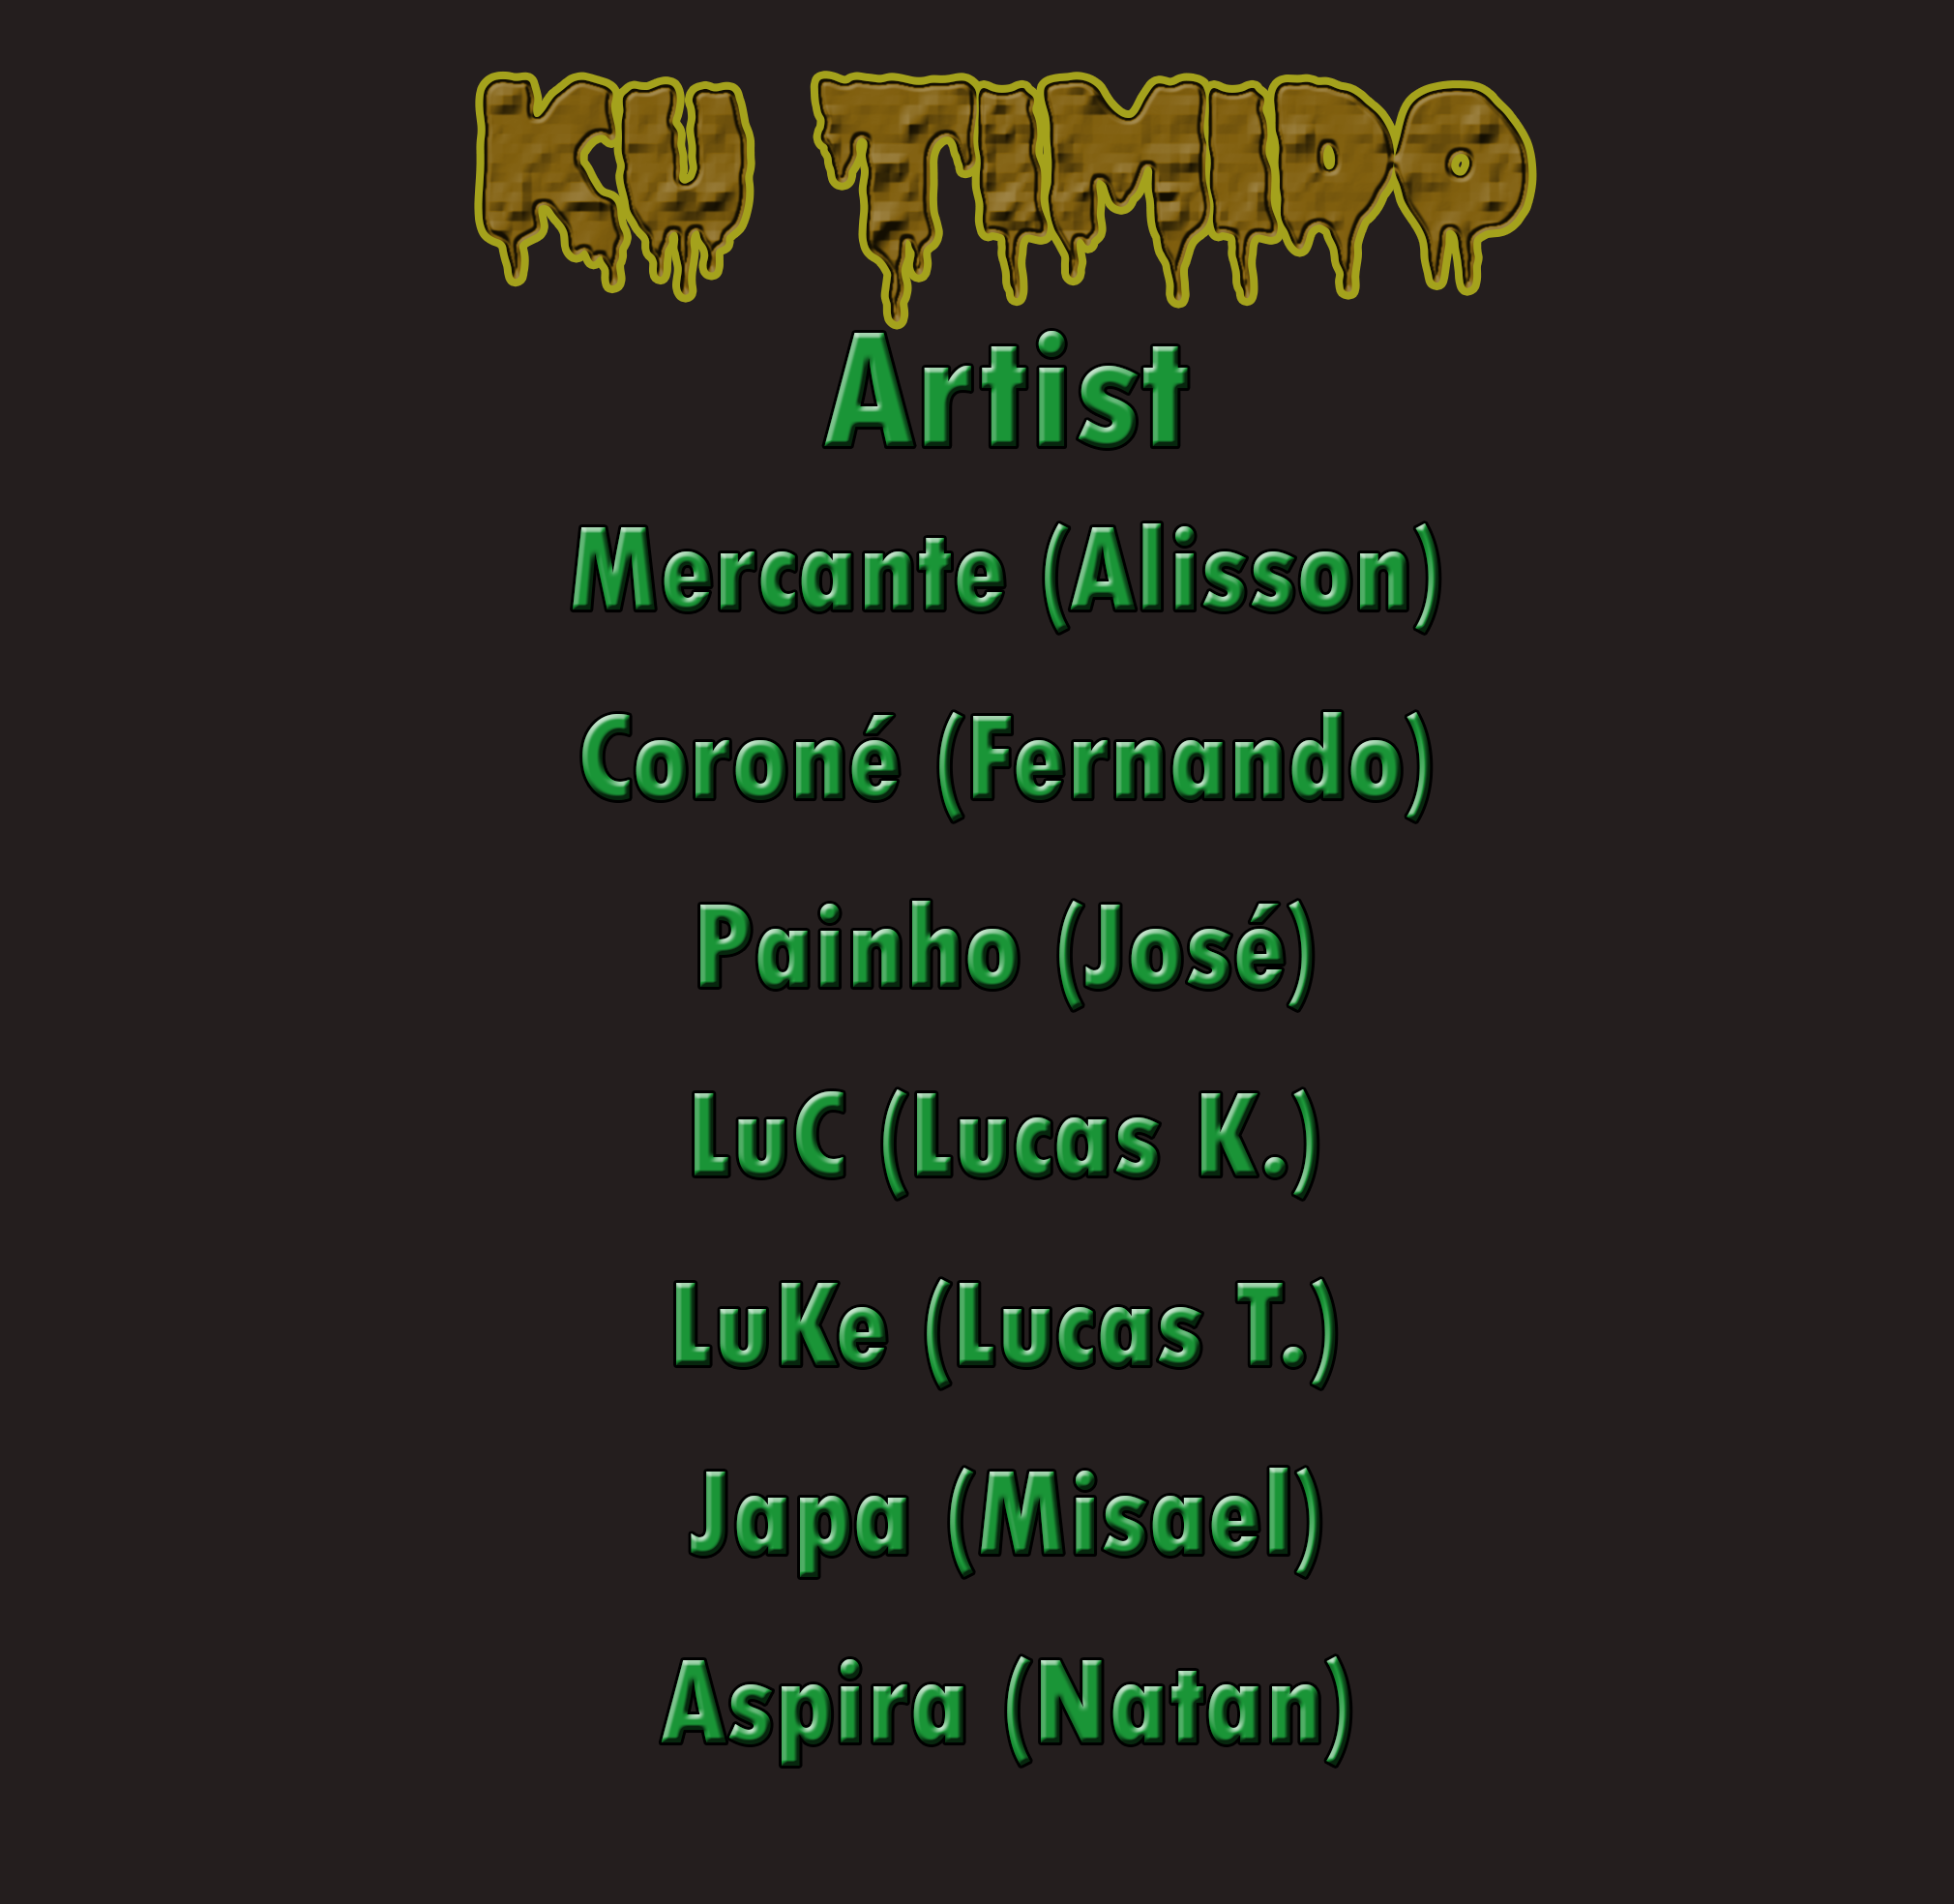 KU TIMIDO
Artist
Mercante (Alisson)
Coroné (Fernando)
Painho (José)
LuC (Lucas K.)
LuKe (Lucas T.)
Japa (Misael)
Aspira (Natan)